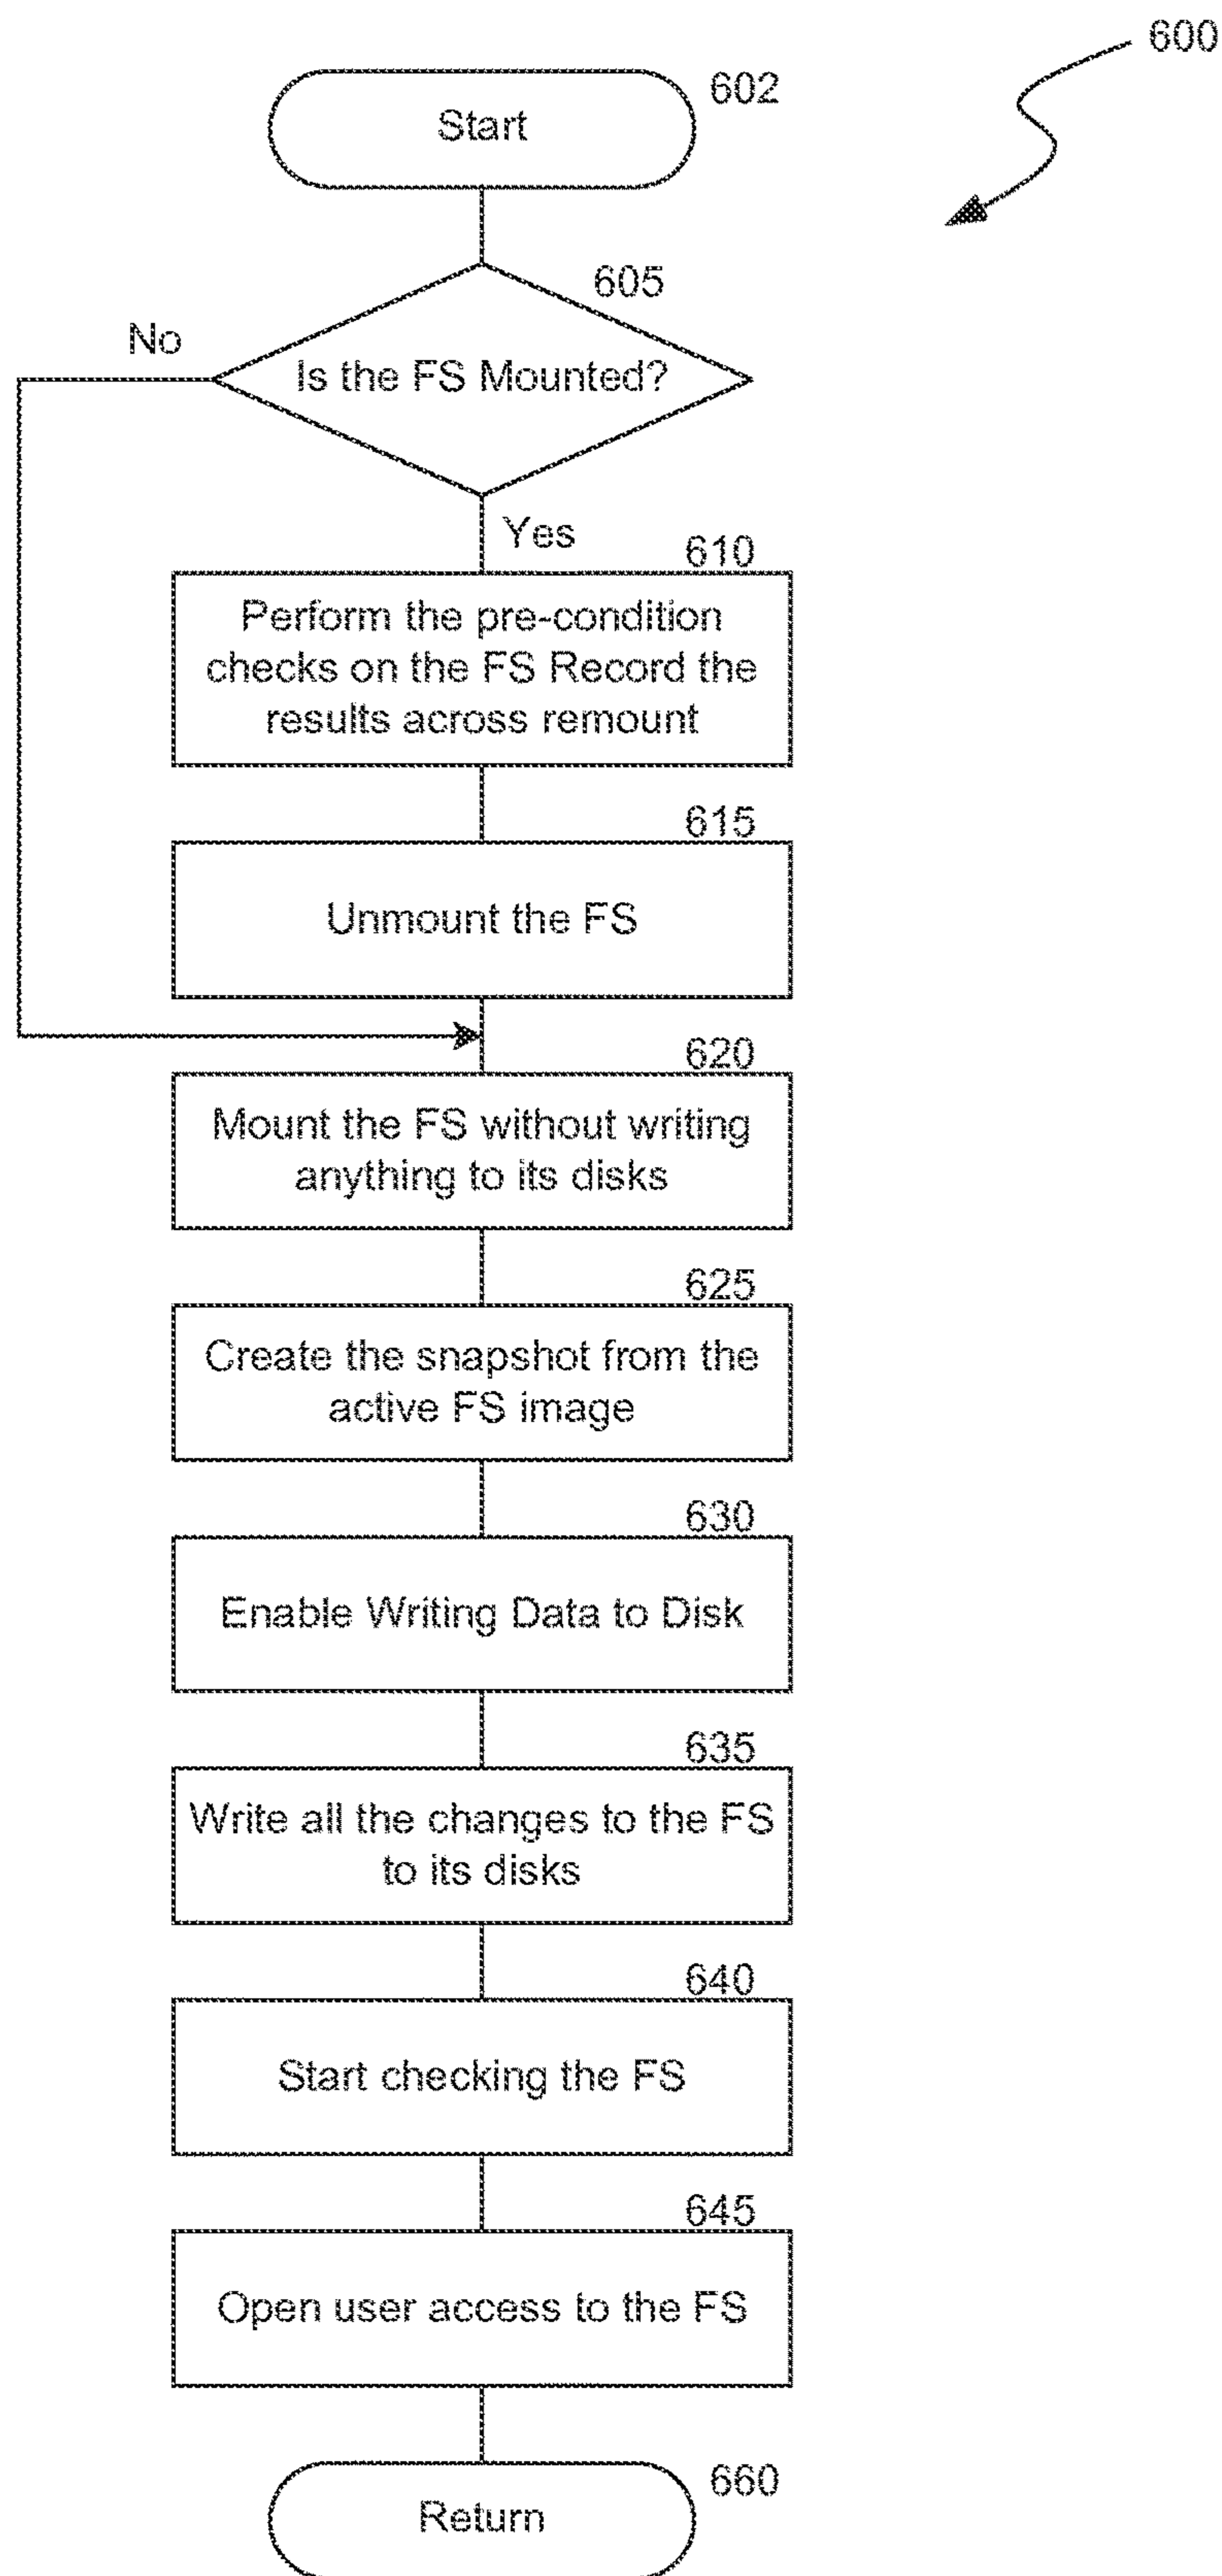 600
602
Start
605
No
Is the FS Mounted?
Yes
610
Perform the pre-condition
checks on the FS Record the
results across remount
615
Unmount the FS
620
Mount the FS without writing
anything to its disks
625
Create the snapshot from the
active FS image
630
Enable Writing Data to Disk
635
Write all the changes to the FS
to its disks
640
Start checking the FS
645
Open user access to the FS
660
Return